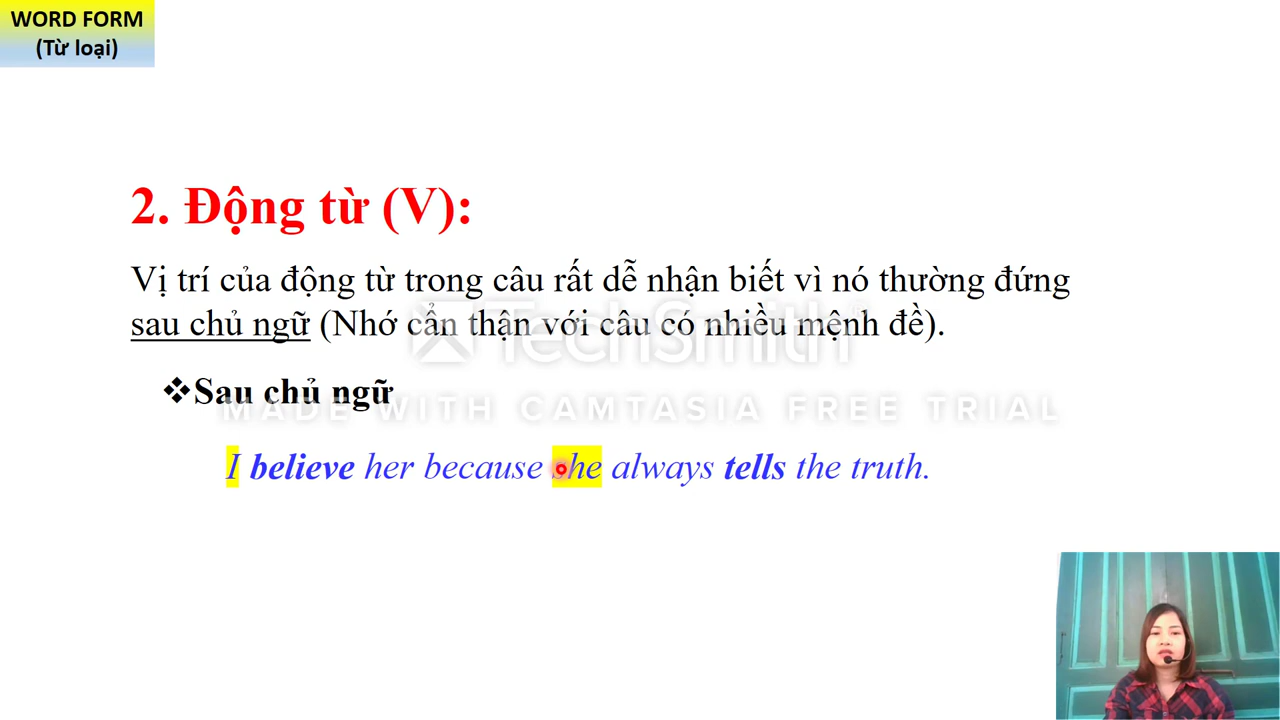 WORD FORM
(Từ loại)
2. Động từ (V):
Vị trí của động từ trong câu rất dễ nhận biết vì nó thường đứng
sau chủ ngữ (Nhớ cẩn thận với câu có nhiều mệnh đề).
TechSmith
❖Sau chủ ngữ
MADE WITH CAMTASIA FREE TRIAL
I believe her because she always tells the truth.